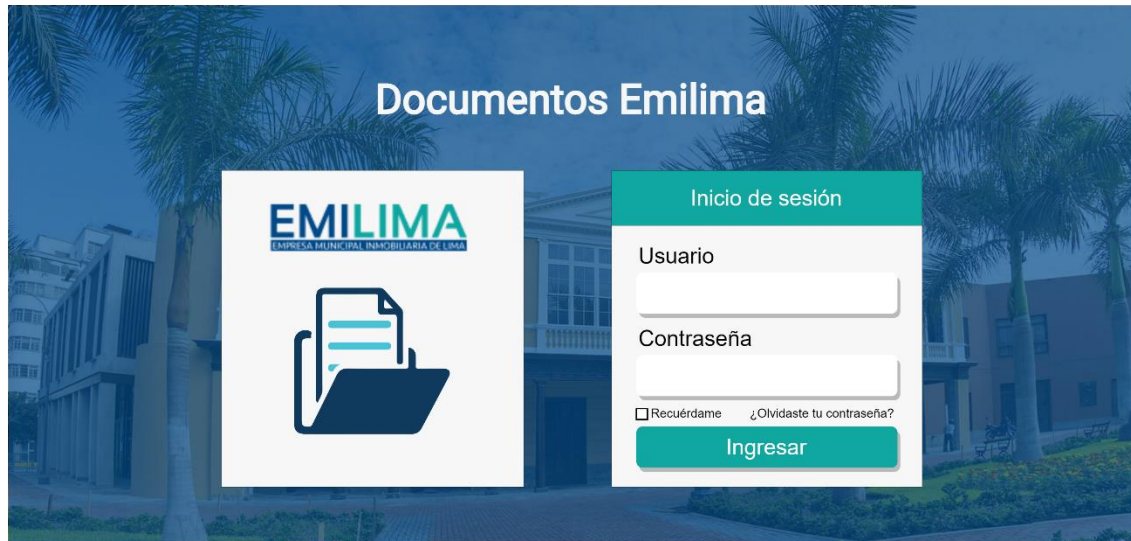 Documentos Emilima
EMILIMA
EMPRESA MUNICIPAL INMOBILIARIA DE LIMA
Inicio de sesión
Usuario
Contraseña
Recuérdame ¿Olvidaste tu contraseña?
Ingresar